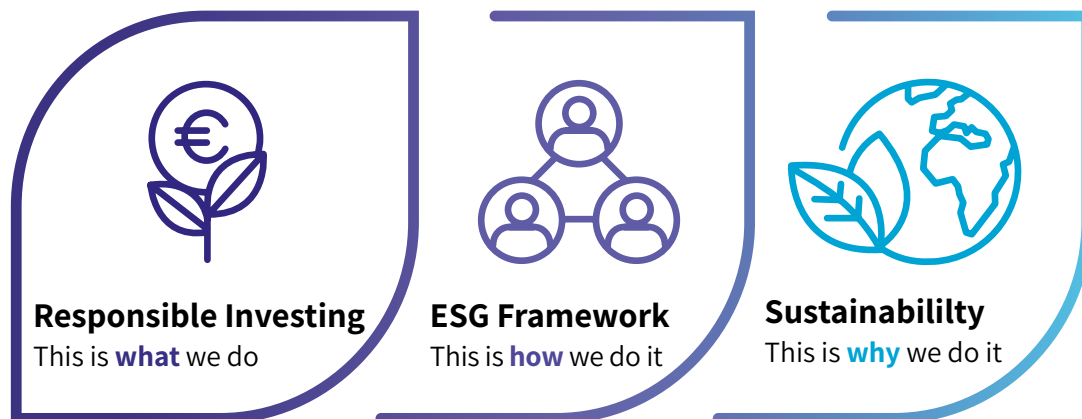 €
Responsible Investing
This is what we do
ESG Framework
This is how we do it
Sustainabililty
This is why we do it